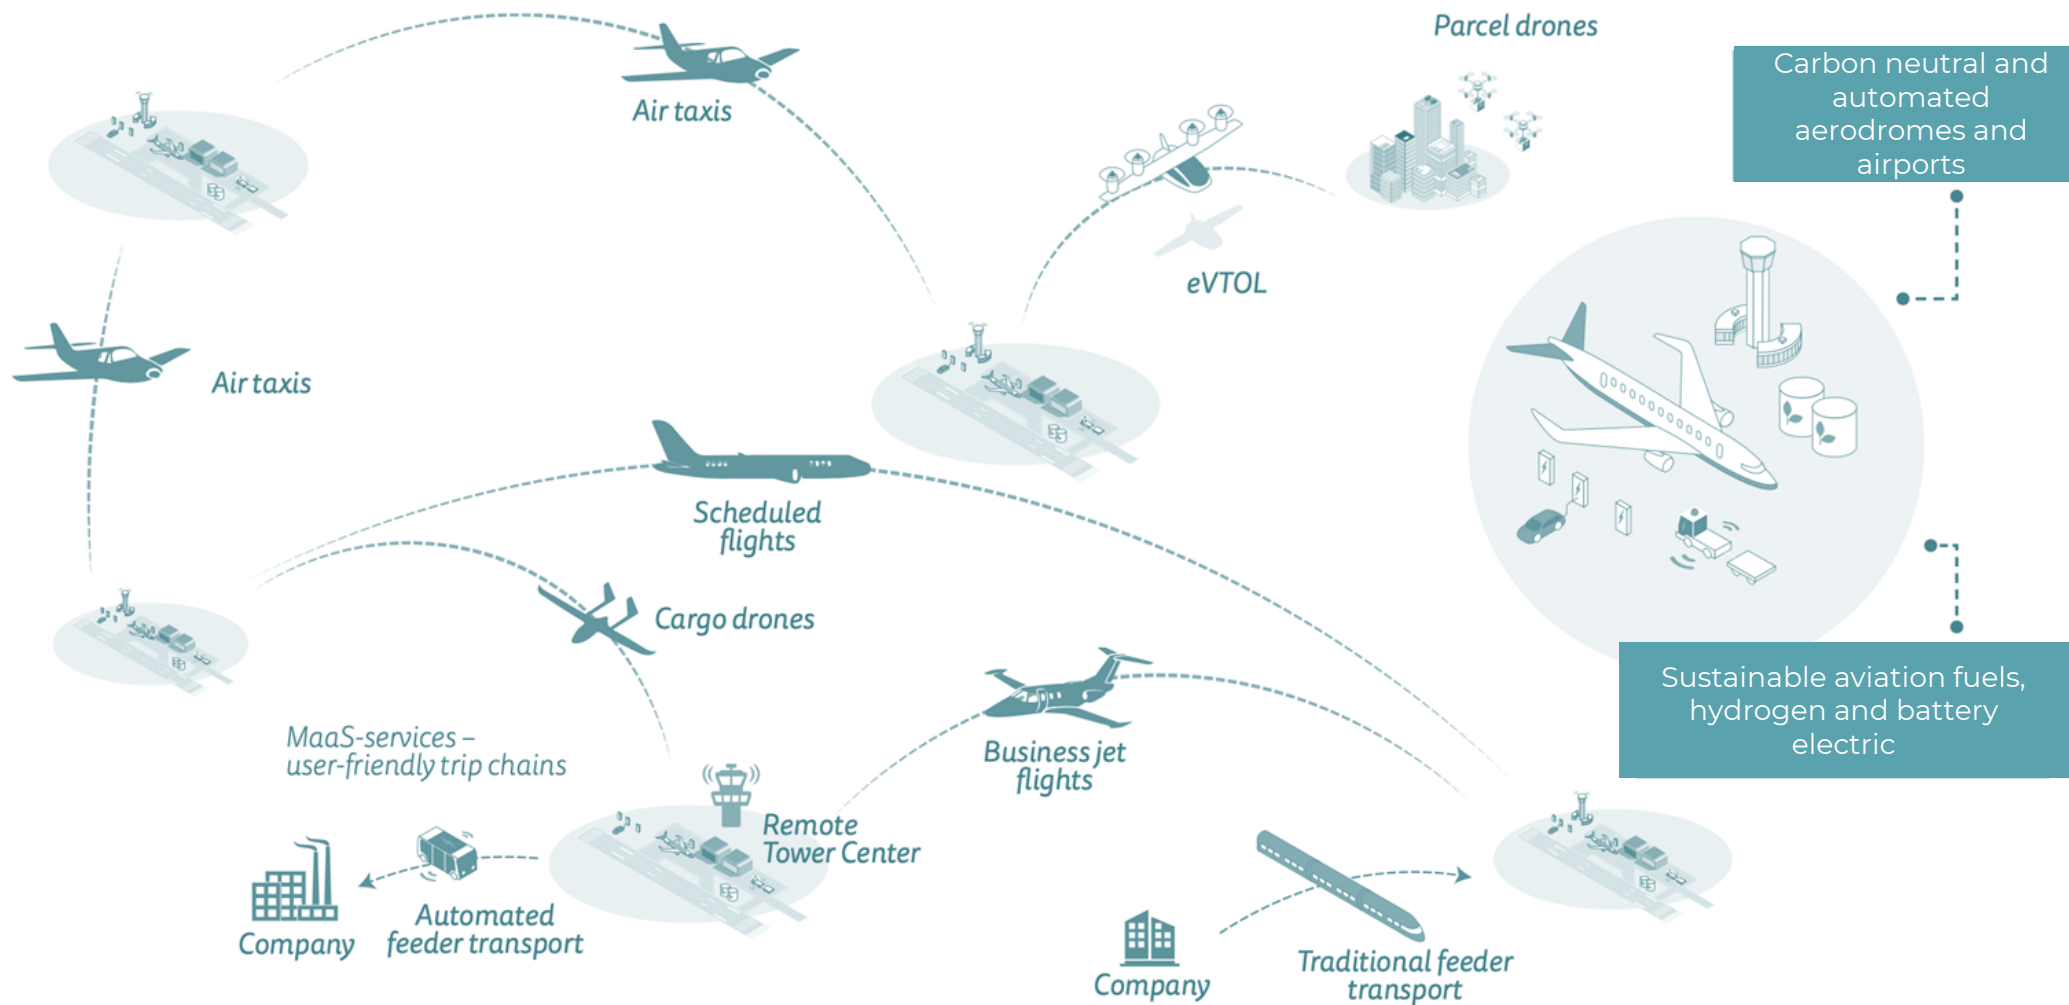 Parcel drones
Carbon neutral and
automated
aerodromes and
airports
Air taxis
eVTOL
Air taxis
Scheduled
flights
Cargo drones
Sustainable aviation fuels,
hydrogen and battery
electric
MaaS-services –
user-friendly trip chains
Business jet
flights
Remote
Tower Center
Automated
feeder transport
Company
Traditional feeder
transport
Company